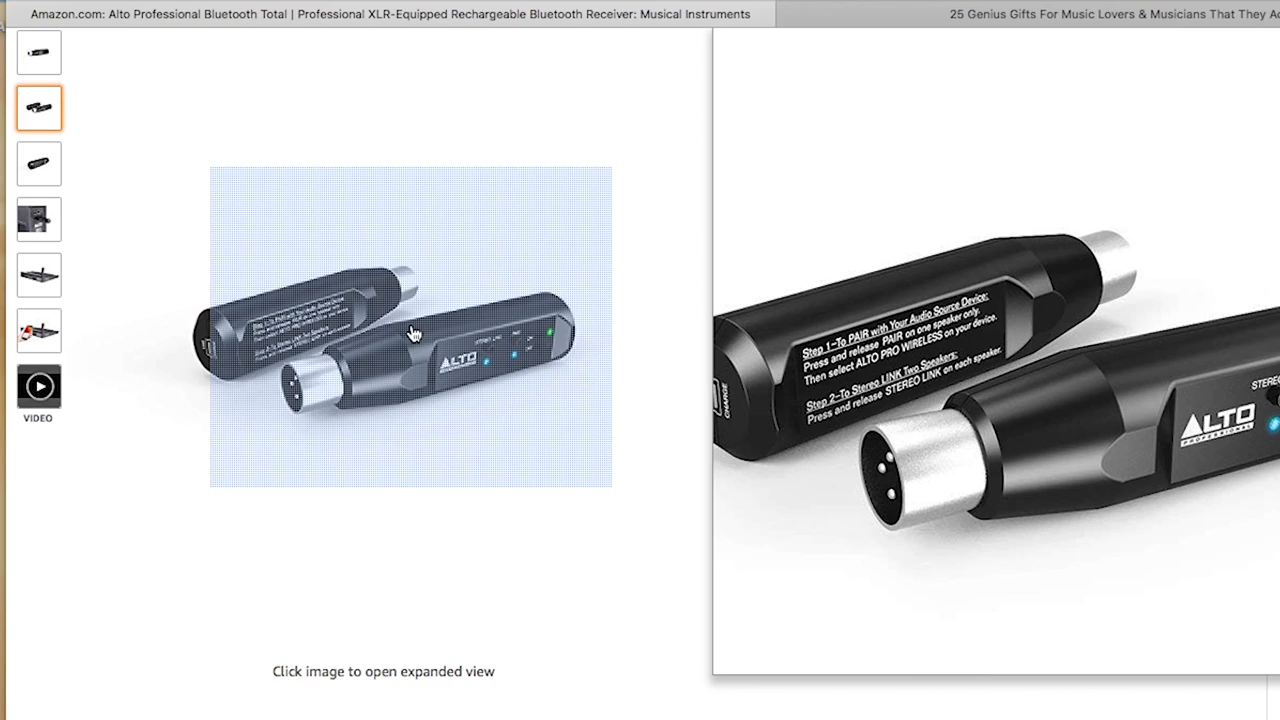 Amazon.com: Alto Professional Bluetooth Total | Professional XLR-Equipped Rechargeable Bluetooth Receiver: Musical Instruments
25 Genius Gifts For Music Lovers & Musicians That They Ac
VIDEO
ALTO
Click image to open expanded view
CHARGE
Step 1–To PAIR with Your Audio Source Device:
Press and release PAIR on one speaker only.
Then select ALTO PRO WIRELESS on your device.
Step 2–To Stereo LINK Two Speakers:
Press and release STEREO LINK on each speaker.
STEREO
ALTO
PROFESSIONAL